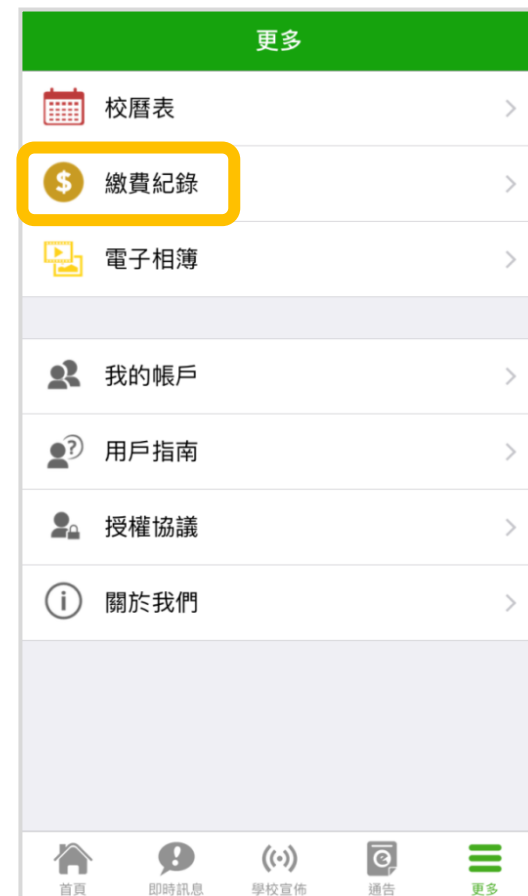 更多
校曆表
繳費紀錄
電子相簿
我的帳戶
用戶指南
授權協議
關於我們
首頁 即時訊息 學校宣佈 通告 更多